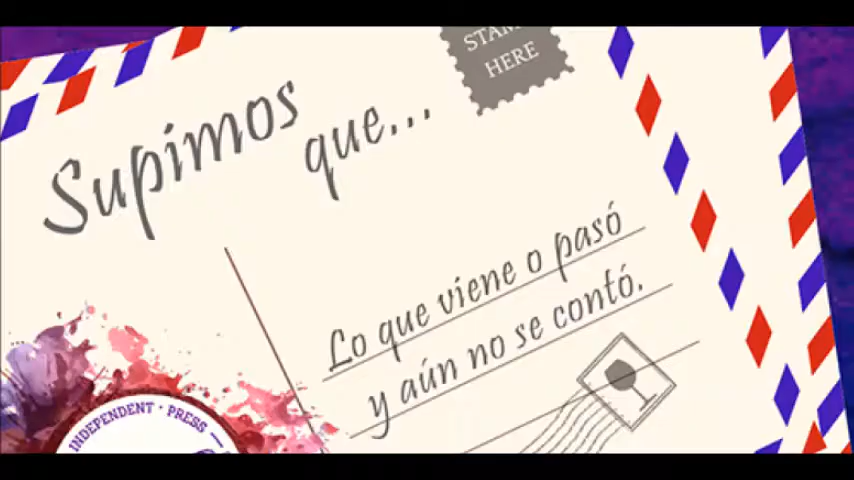 STAMP
HERE
Supimos
que...
Lo que viene o pasó
y aún no se contó.
INDEPENDENT · PRESS